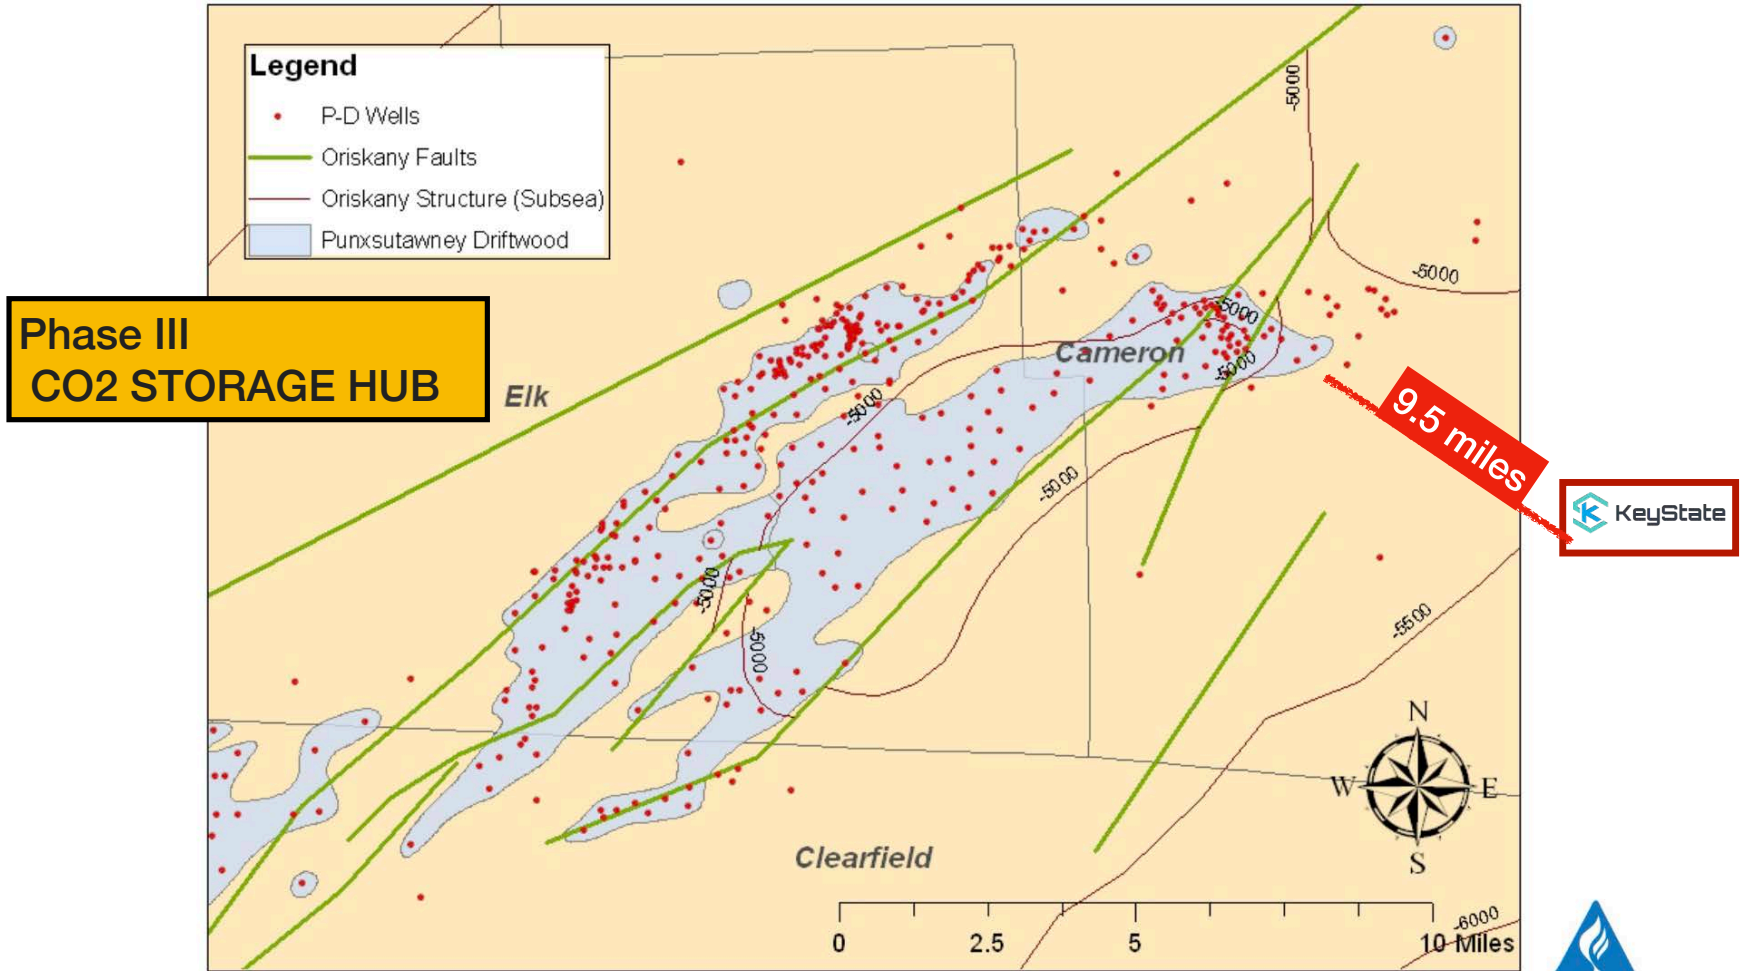 Legend
P-D Wells
Oriskany Faults
Oriskany Structure (Subsea)
Punxsutawney Driftwood
Phase III
CO2 STORAGE HUB
Elk
Cameron
Clearfield
-5000
-5000
-5000
-5000
-5000
-5000
-5000
-5000
-5500
-6000
9.5 miles
KeyState
N
W
E
S
0
2.5
5
10 Miles